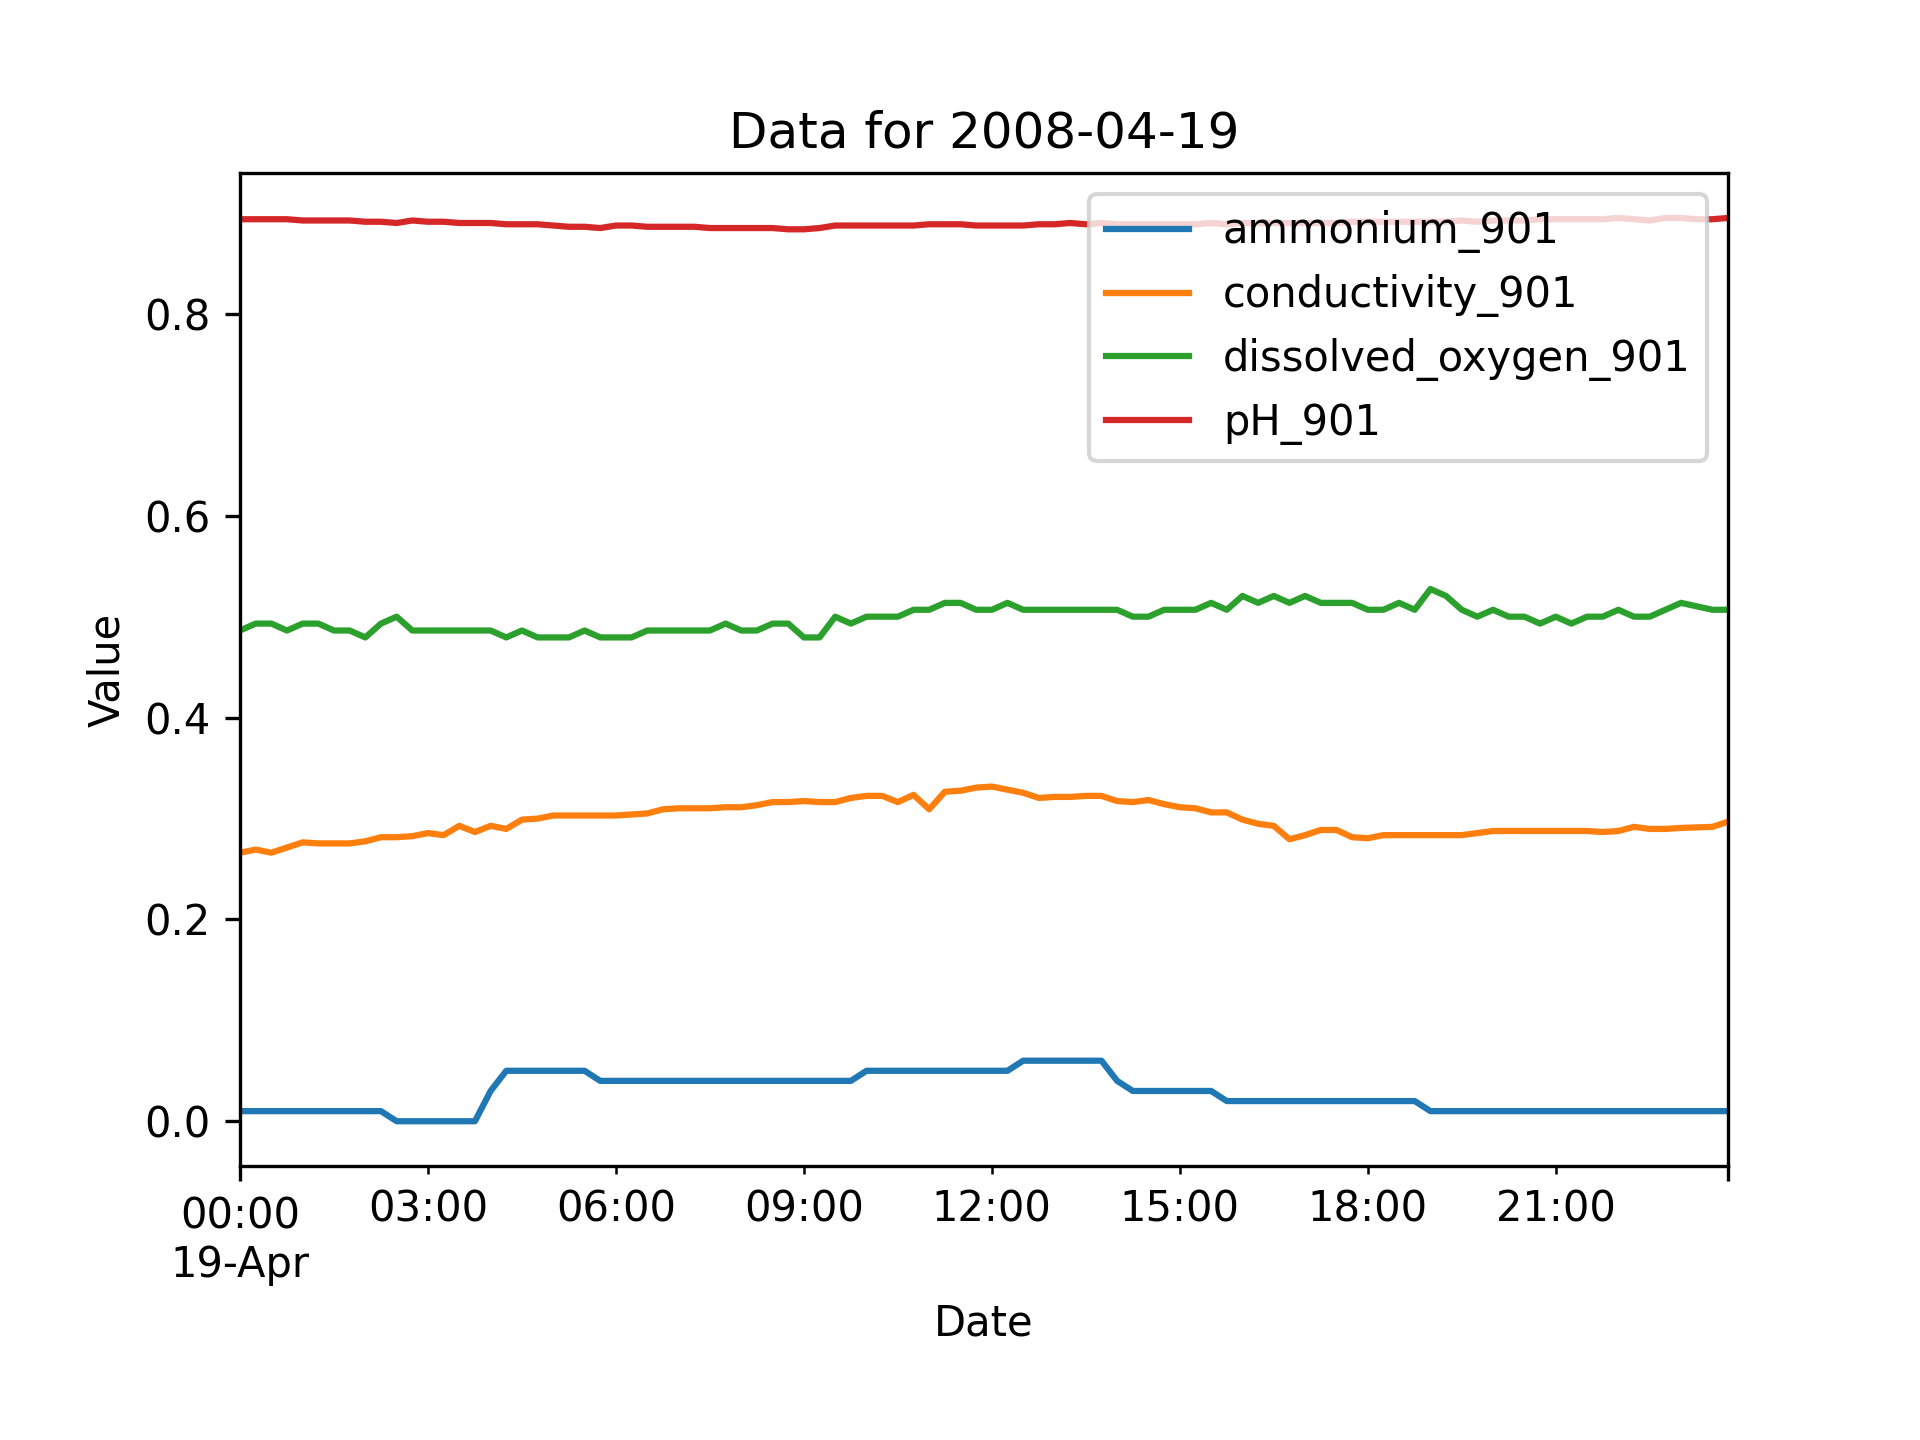 Data for 2008-04-19
ammonium_901
conductivity_901
dissolved_oxygen_901
pH_901
Value
0.8
0.6
0.4
0.2
0.0
00:00 03:00 06:00 09:00 12:00 15:00 18:00 21:00
19-Apr
Date